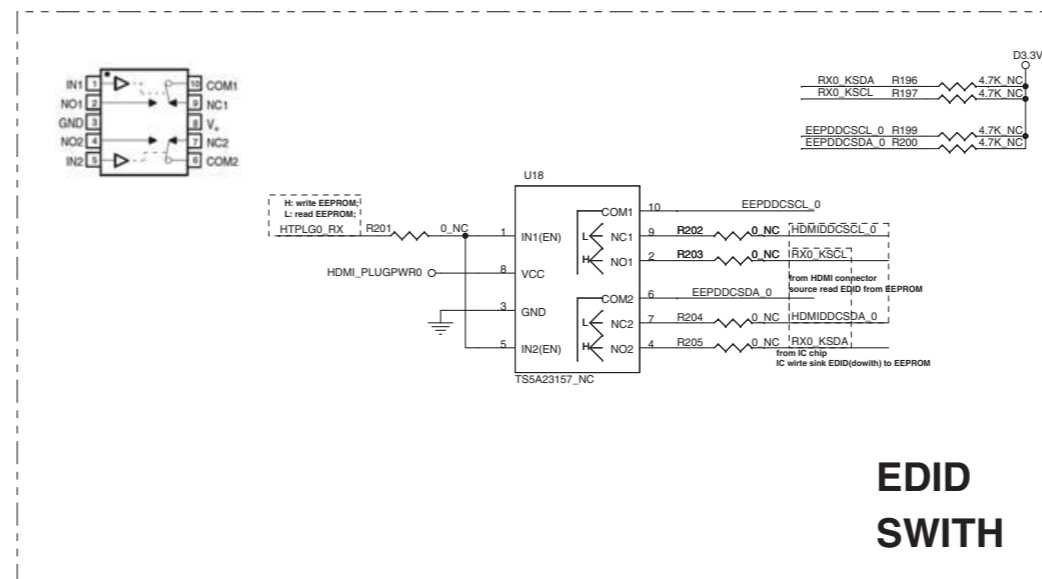 D3.3V
IN1 1 10 COM1
NO1 2 9 NC1
GND 3 8 V+
NO2 4 7 NC2
IN2 5 6 COM2
RX0_KSDA R196 4.7K_NC
RX0_KSCL R197 4.7K_NC
EEPDDCSCL_0 R199 4.7K_NC
EEPDDCSDA_0 R200 4.7K_NC
U18
H: write EEPROM;
L: read EEPROM;
HTPLG0_RX R201 0_NC 1 IN1(EN)
HDMI_PLUGPWR0 8 VCC
3 GND
5 IN2(EN)
COM1 10 EEPDDCSCL_0
L NC1 9 R202 0_NC HDMIDDCSCL_0
H NO1 2 R203 0_NC RX0_KSCL
from HDMI connector
source read EDID from EEPROM
COM2 6 EEPDDCSDA_0
L NC2 7 R204 0_NC HDMIDDCSDA_0
H NO2 4 R205 0_NC RX0_KSDA
from IC chip
IC wirte sink EDID(dowith) to EEPROM
TS5A23157_NC
EDID
SWITH